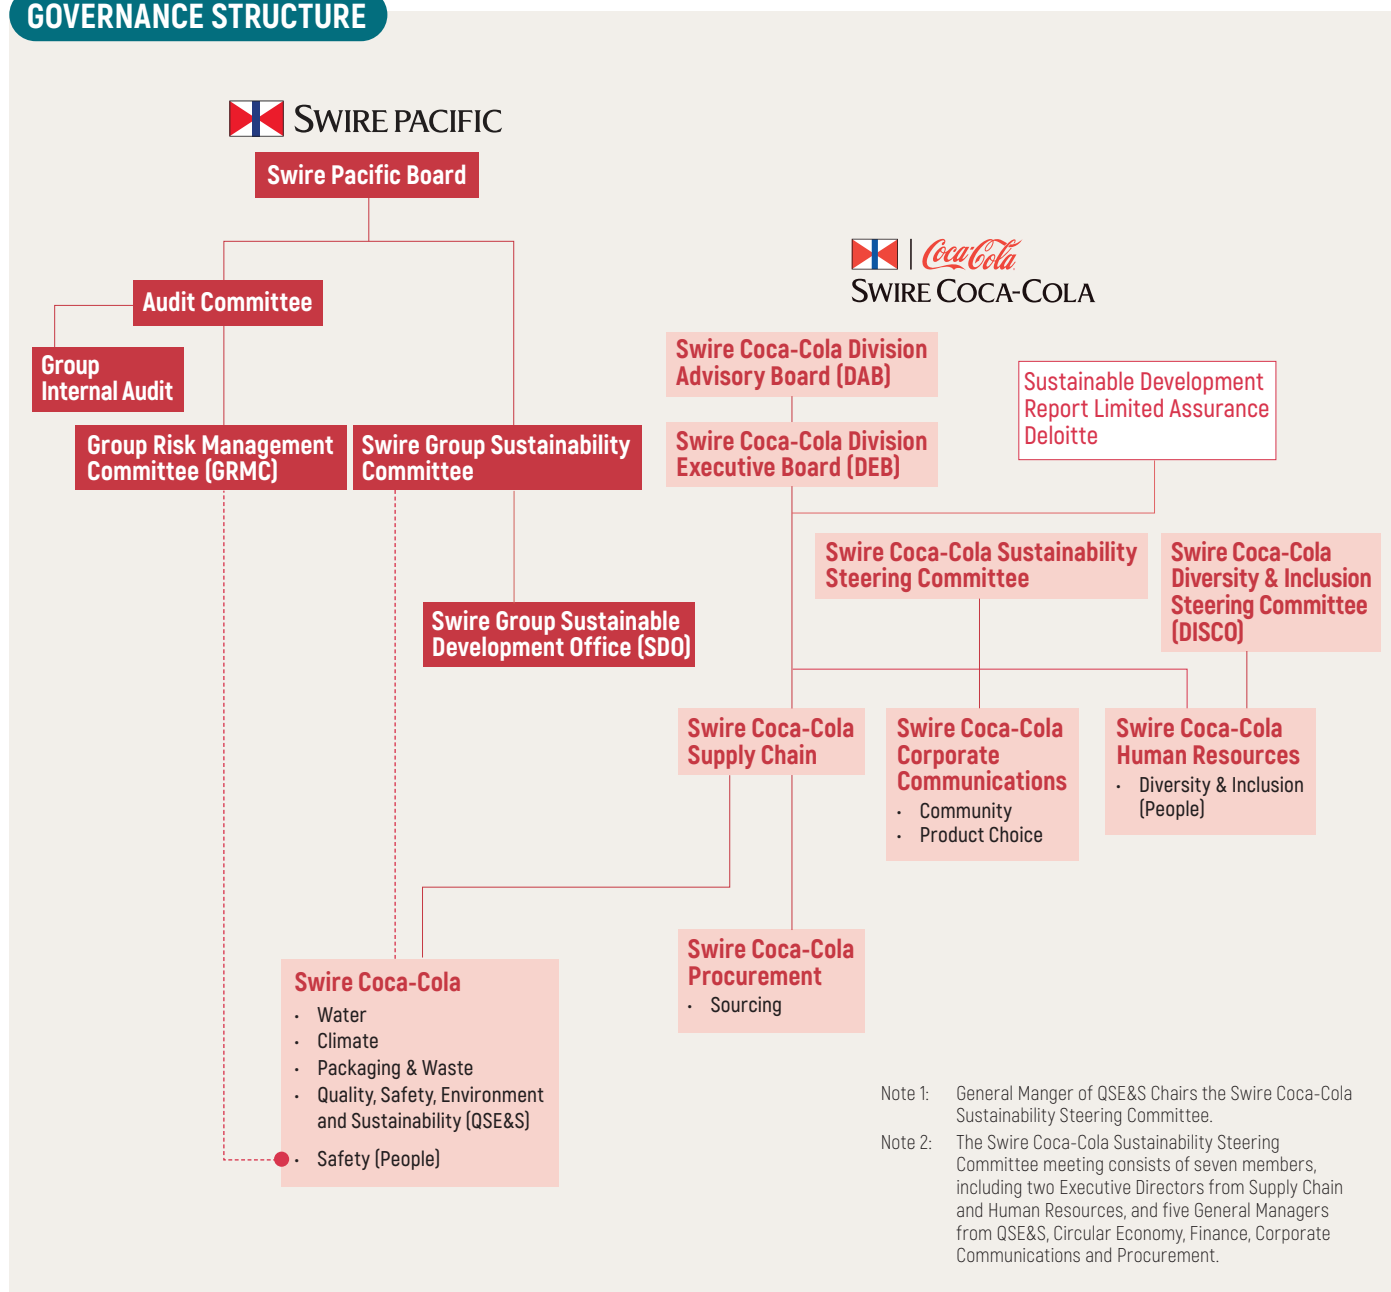 GOVERNANCE STRUCTURE
SWIRE PACIFIC
Swire Pacific Board
Audit Committee
Group
Internal Audit
Group Risk Management
Committee (GRMC)
Swire Group Sustainability
Committee
Swire Group Sustainable
Development Office (SDO)
Coca-Cola
SWIRE COCA-COLA
Swire Coca-Cola Division
Advisory Board (DAB)
Swire Coca-Cola Division
Executive Board (DEB)
Sustainable Development
Report Limited Assurance
Deloitte
Swire Coca-Cola Sustainability
Steering Committee
Swire Coca-Cola
Diversity & Inclusion
Steering Committee
(DISCO)
Swire Coca-Cola
Supply Chain
Swire Coca-Cola
Corporate
Communications
• Community
• Product Choice
Swire Coca-Cola
Human Resources
• Diversity & Inclusion
(People)
Swire Coca-Cola
• Water
• Climate
• Packaging & Waste
• Quality, Safety, Environment
and Sustainability (QSE&S)
• Safety (People)
Swire Coca-Cola
Procurement
• Sourcing
Note 1: General Manger of QSE&S Chairs the Swire Coca-Cola
Sustainability Steering Committee.
Note 2: The Swire Coca-Cola Sustainability Steering
Committee meeting consists of seven members,
including two Executive Directors from Supply Chain
and Human Resources, and five General Managers
from QSE&S, Circular Economy, Finance, Corporate
Communications and Procurement.